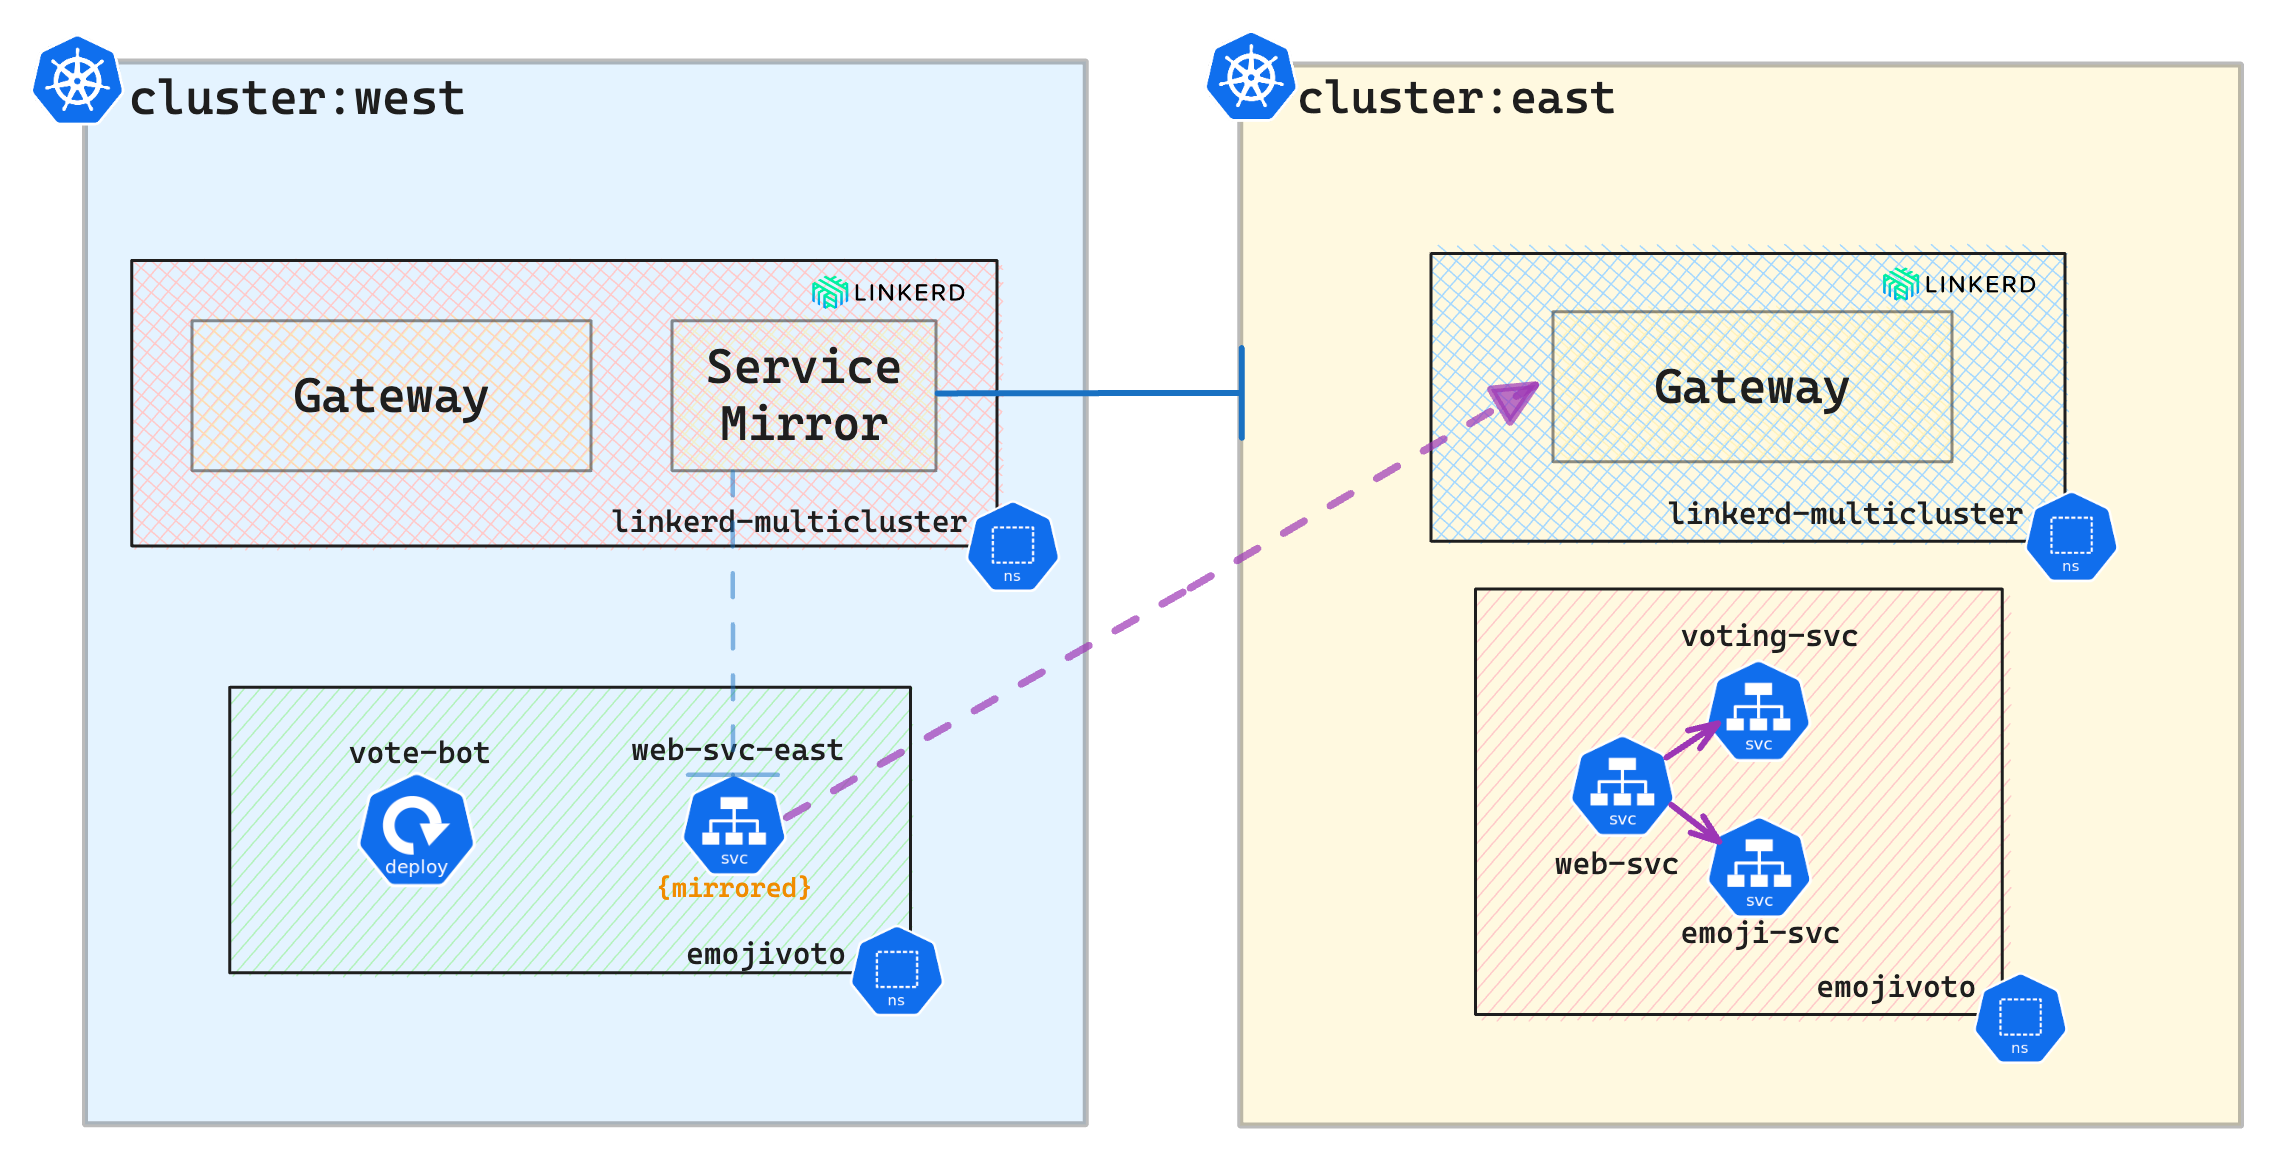 cluster:west
LINKERD
Gateway
Service
Mirror
linkerd-multicluster
ns
vote-bot
deploy
web-svc-east
svc
{mirrored}
emojivoto
ns
cluster:east
LINKERD
Gateway
linkerd-multicluster
ns
voting-svc
svc
svc
web-svc
svc
emoji-svc
emojivoto
ns